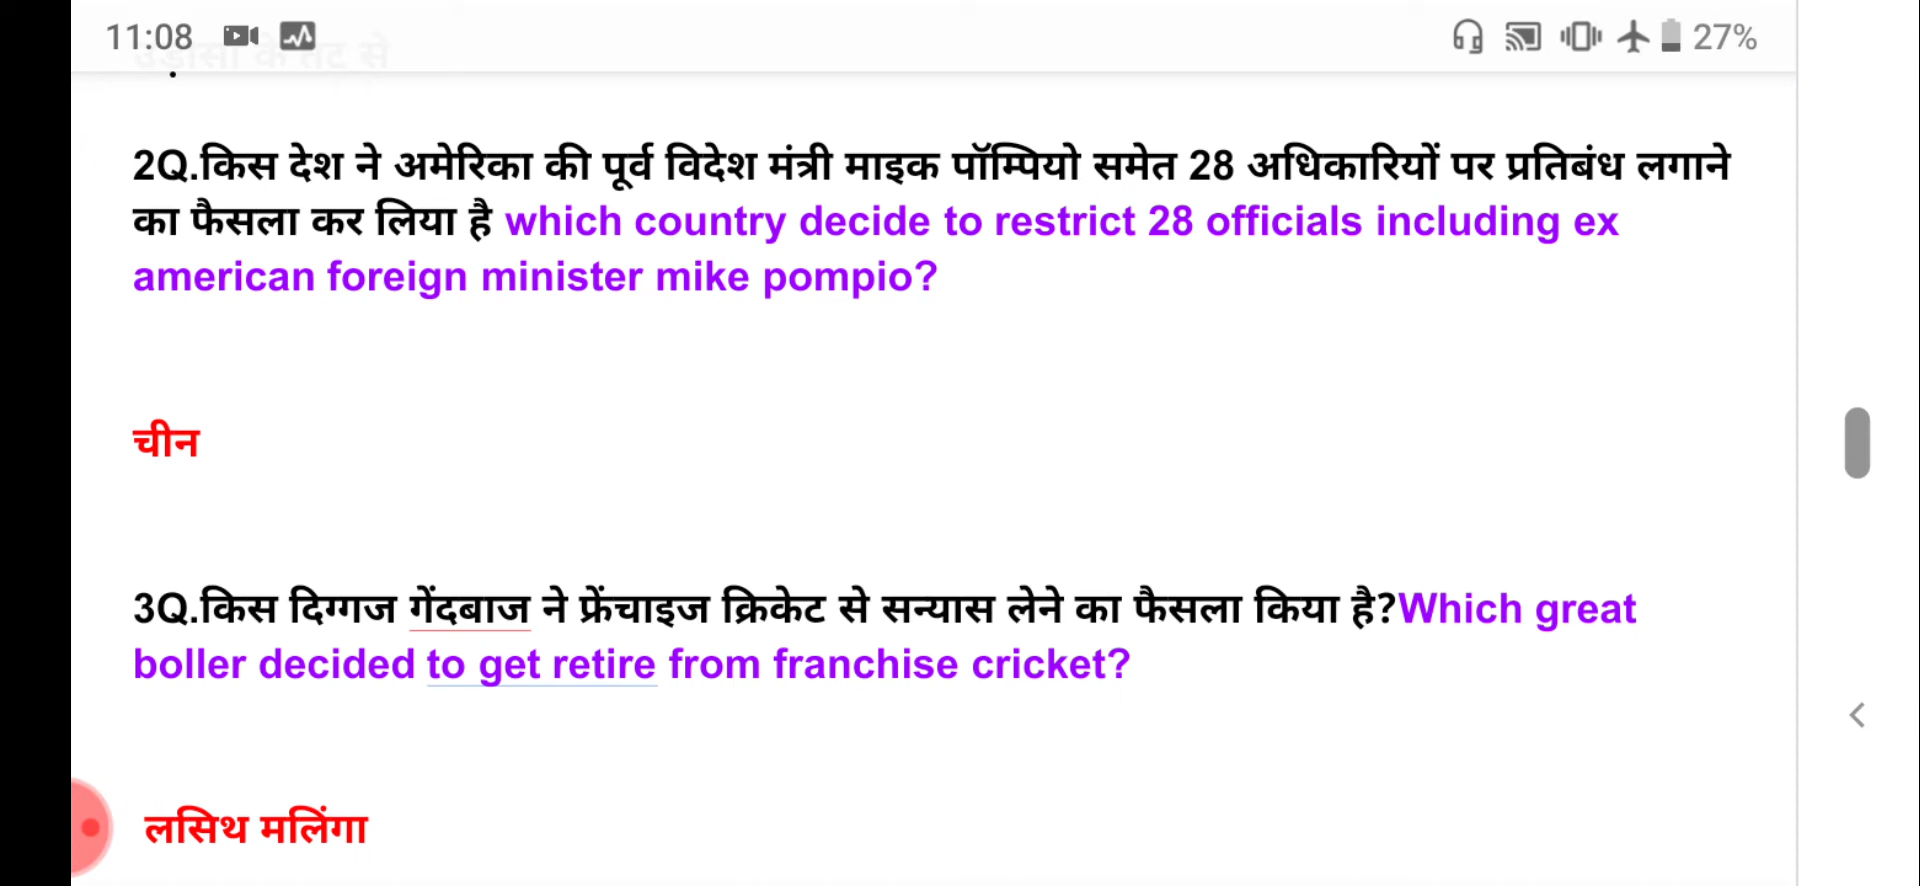 11:08
27%
2Q.किस देश ने अमेरिका की पूर्व विदेश मंत्री माइक पॉम्पियो समेत 28 अधिकारियों पर प्रतिबंध लगाने
का फैसला कर लिया है which country decide to restrict 28 officials including ex
american foreign minister mike pompio?
चीन
3Q.किस दिग्गज गेंदबाज ने फ्रेंचाइज क्रिकेट से सन्यास लेने का फैसला किया है?Which great
boller decided to get retire from franchise cricket?
लसिथ मलिंगा